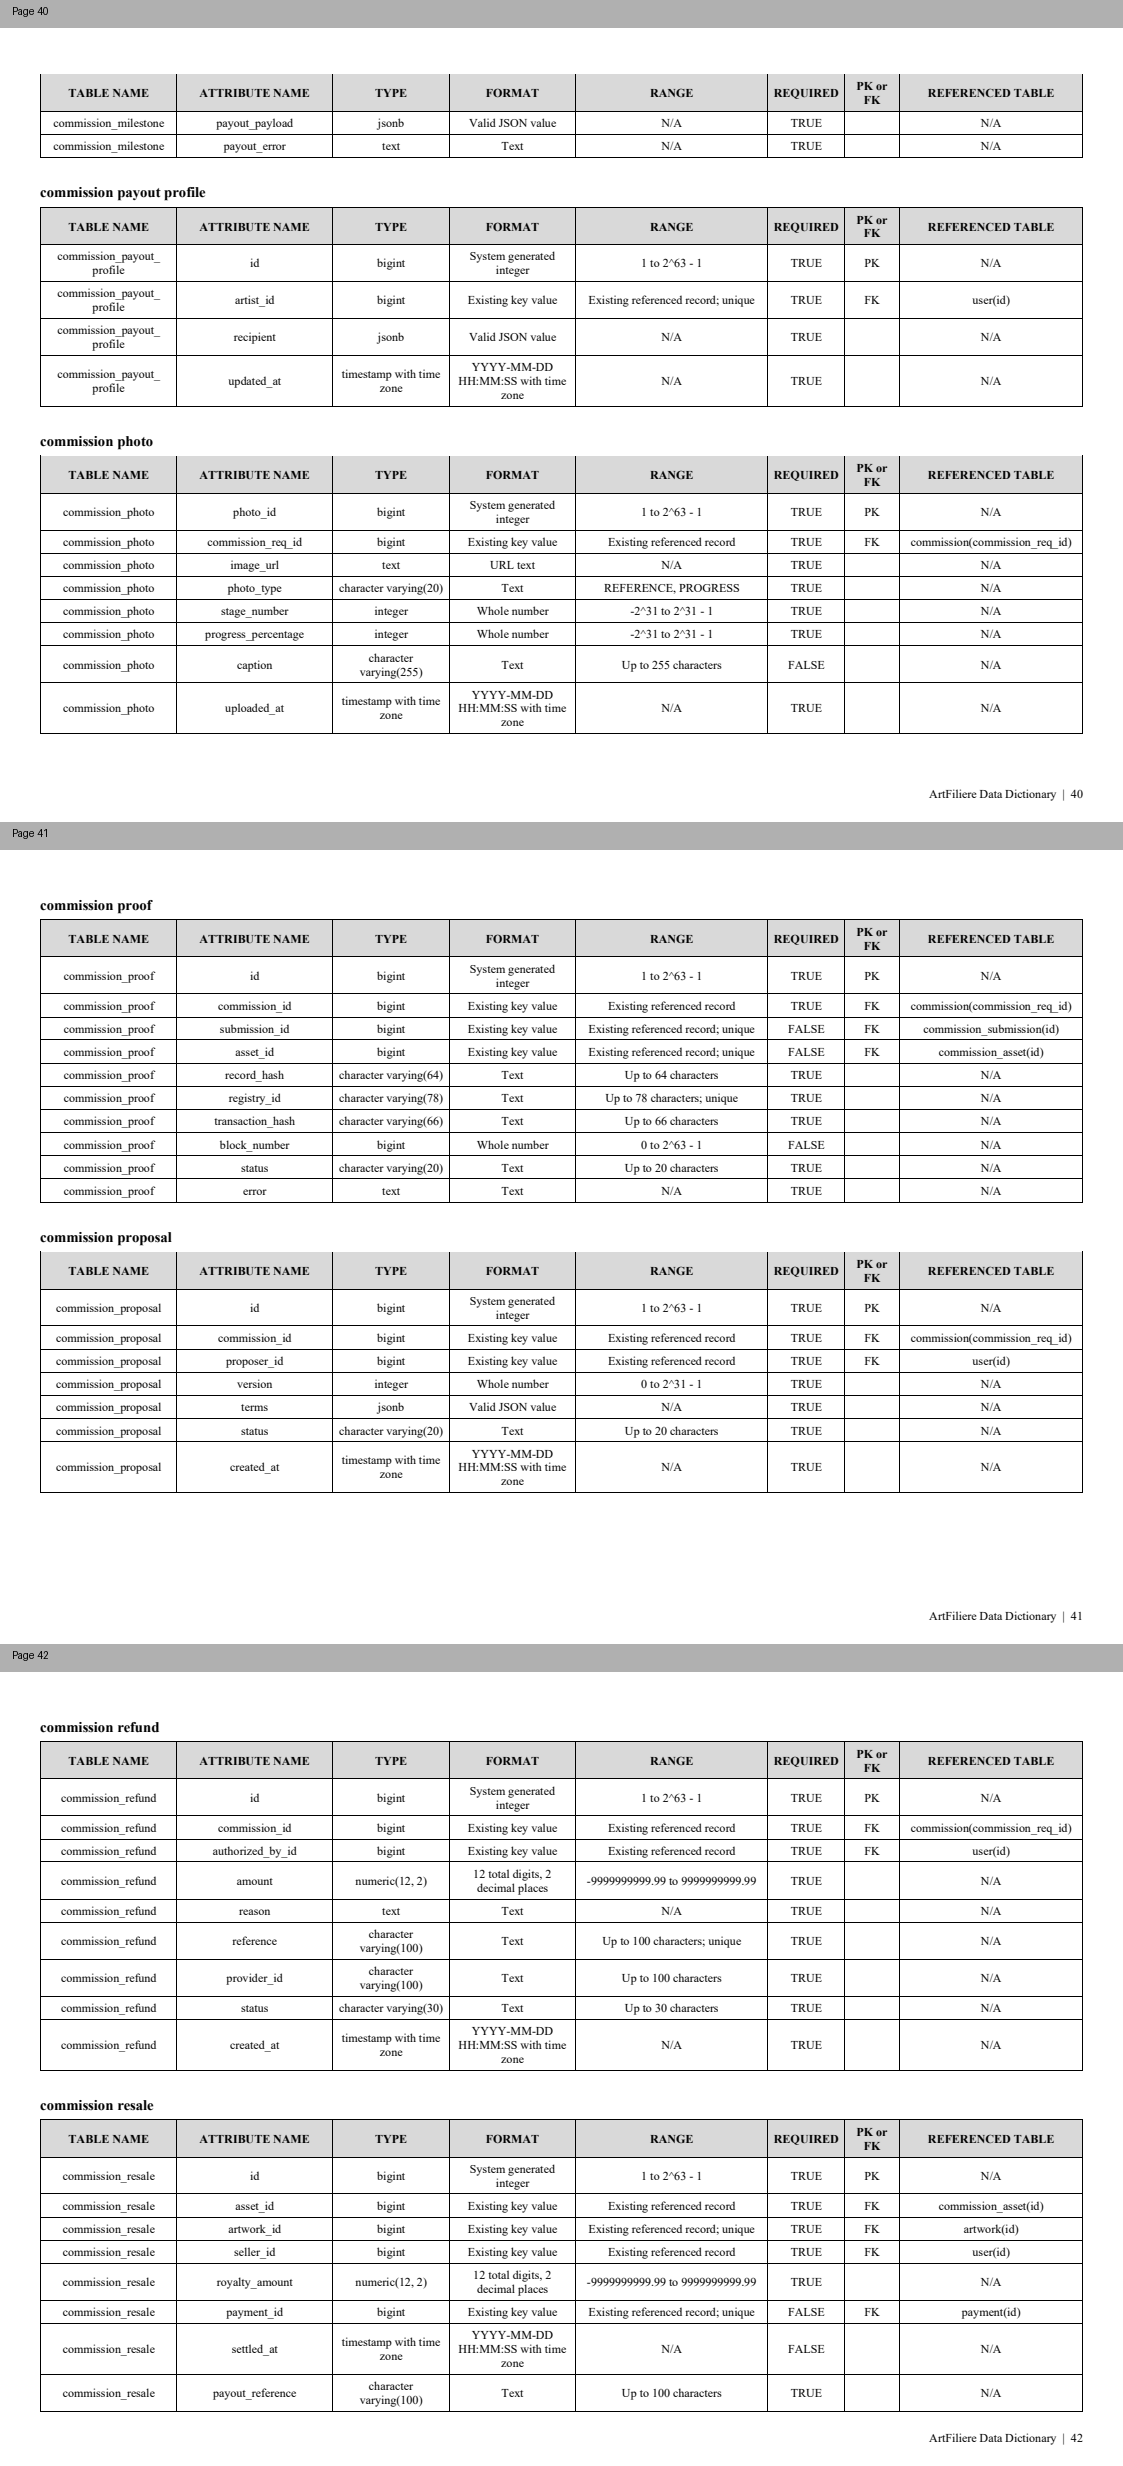 Page 40
TABLE NAME ATTRIBUTE NAME TYPE FORMAT RANGE REQUIRED PK or FK REFERENCED TABLE
commission_milestone payout_payload jsonb Valid JSON value N/A TRUE N/A
commission_milestone payout_error text Text N/A TRUE N/A
commission payout profile
TABLE NAME ATTRIBUTE NAME TYPE FORMAT RANGE REQUIRED PK or FK REFERENCED TABLE
commission_payout_profile id bigint System generated integer 1 to 2^63 - 1 TRUE PK N/A
commission_payout_profile artist_id bigint Existing key value Existing referenced record; unique TRUE FK user(id)
commission_payout_profile recipient jsonb Valid JSON value N/A TRUE N/A
commission_payout_profile updated_at timestamp with time zone YYYY-MM-DD HH:MM:SS with time zone N/A TRUE N/A
commission photo
TABLE NAME ATTRIBUTE NAME TYPE FORMAT RANGE REQUIRED PK or FK REFERENCED TABLE
commission_photo photo_id bigint System generated integer 1 to 2^63 - 1 TRUE PK N/A
commission_photo commission_req_id bigint Existing key value Existing referenced record TRUE FK commission(commission_req_id)
commission_photo image_url text URL text N/A TRUE N/A
commission_photo photo_type character varying(20) Text REFERENCE, PROGRESS TRUE N/A
commission_photo stage_number integer Whole number -2^31 to 2^31 - 1 TRUE N/A
commission_photo progress_percentage integer Whole number -2^31 to 2^31 - 1 TRUE N/A
commission_photo caption character varying(255) Text Up to 255 characters FALSE N/A
commission_photo uploaded_at timestamp with time zone YYYY-MM-DD HH:MM:SS with time zone N/A TRUE N/A
ArtFiliere Data Dictionary | 40
Page 41
commission proof
TABLE NAME ATTRIBUTE NAME TYPE FORMAT RANGE REQUIRED PK or FK REFERENCED TABLE
commission_proof id bigint System generated integer 1 to 2^63 - 1 TRUE PK N/A
commission_proof commission_id bigint Existing key value Existing referenced record TRUE FK commission(commission_req_id)
commission_proof submission_id bigint Existing key value Existing referenced record; unique FALSE FK commission_submission(id)
commission_proof asset_id bigint Existing key value Existing referenced record; unique FALSE FK commission_asset(id)
commission_proof record_hash character varying(64) Text Up to 64 characters TRUE N/A
commission_proof registry_id character varying(78) Text Up to 78 characters; unique TRUE N/A
commission_proof transaction_hash character varying(66) Text Up to 66 characters TRUE N/A
commission_proof block_number bigint Whole number 0 to 2^63 - 1 FALSE N/A
commission_proof status character varying(20) Text Up to 20 characters TRUE N/A
commission_proof error text Text N/A TRUE N/A
commission proposal
TABLE NAME ATTRIBUTE NAME TYPE FORMAT RANGE REQUIRED PK or FK REFERENCED TABLE
commission_proposal id bigint System generated integer 1 to 2^63 - 1 TRUE PK N/A
commission_proposal commission_id bigint Existing key value Existing referenced record TRUE FK commission(commission_req_id)
commission_proposal proposer_id bigint Existing key value Existing referenced record TRUE FK user(id)
commission_proposal version integer Whole number 0 to 2^31 - 1 TRUE N/A
commission_proposal terms jsonb Valid JSON value N/A TRUE N/A
commission_proposal status character varying(20) Text Up to 20 characters TRUE N/A
commission_proposal created_at timestamp with time zone YYYY-MM-DD HH:MM:SS with time zone N/A TRUE N/A
ArtFiliere Data Dictionary | 41
Page 42
commission refund
TABLE NAME ATTRIBUTE NAME TYPE FORMAT RANGE REQUIRED PK or FK REFERENCED TABLE
commission_refund id bigint System generated integer 1 to 2^63 - 1 TRUE PK N/A
commission_refund commission_id bigint Existing key value Existing referenced record TRUE FK commission(commission_req_id)
commission_refund authorized_by_id bigint Existing key value Existing referenced record TRUE FK user(id)
commission_refund amount numeric(12, 2) 12 total digits, 2 decimal places -9999999999.99 to 9999999999.99 TRUE N/A
commission_refund reason text Text N/A TRUE N/A
commission_refund reference character varying(100) Text Up to 100 characters; unique TRUE N/A
commission_refund provider_id character varying(100) Text Up to 100 characters TRUE N/A
commission_refund status character varying(30) Text Up to 30 characters TRUE N/A
commission_refund created_at timestamp with time zone YYYY-MM-DD HH:MM:SS with time zone N/A TRUE N/A
commission resale
TABLE NAME ATTRIBUTE NAME TYPE FORMAT RANGE REQUIRED PK or FK REFERENCED TABLE
commission_resale id bigint System generated integer 1 to 2^63 - 1 TRUE PK N/A
commission_resale asset_id bigint Existing key value Existing referenced record TRUE FK commission_asset(id)
commission_resale artwork_id bigint Existing key value Existing referenced record; unique TRUE FK artwork(id)
commission_resale seller_id bigint Existing key value Existing referenced record TRUE FK user(id)
commission_resale royalty_amount numeric(12, 2) 12 total digits, 2 decimal places -9999999999.99 to 9999999999.99 TRUE N/A
commission_resale payment_id bigint Existing key value Existing referenced record; unique FALSE FK payment(id)
commission_resale settled_at timestamp with time zone YYYY-MM-DD HH:MM:SS with time zone N/A FALSE N/A
commission_resale payout_reference character varying(100) Text Up to 100 characters TRUE N/A
ArtFiliere Data Dictionary | 42